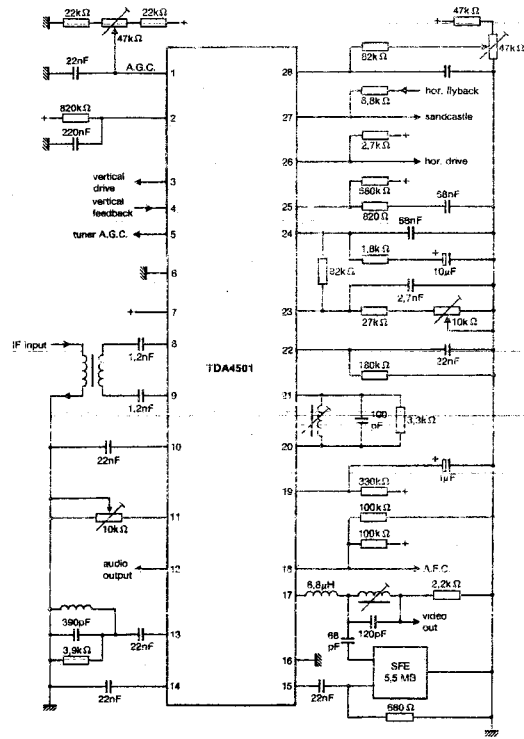 22kΩ 22kΩ
47kΩ
22nF
A.G.C. 1
820kΩ
+
220nF
2
vertical
drive
3
vertical
feedback
4
tuner A.G.C. 5
6
+ 7
IF input
1,2nF
8
1,2nF
9
22nF
10
10kΩ
11
audio
output
12
390pF
3,9kΩ
22nF
13
22nF
14
TDA4501
+
47kΩ
47kΩ
82kΩ
28
hor. flyback
6,8kΩ
27
sandcastle
+
2,7kΩ
26
hor. drive
+
680kΩ
68nF
25
820Ω
68nF
24
1,8kΩ
+
10μF
82kΩ
2,7nF
23
27kΩ
10kΩ
22
22nF
180kΩ
21
100
pF
3,3kΩ
20
+
1μF
19
330kΩ
+
100kΩ
100kΩ
+
18
A.F.C.
17
6,8μH
2,2kΩ
120pF
video
out
68
pF
16
SFE
5,5 MB
15
22nF
680Ω